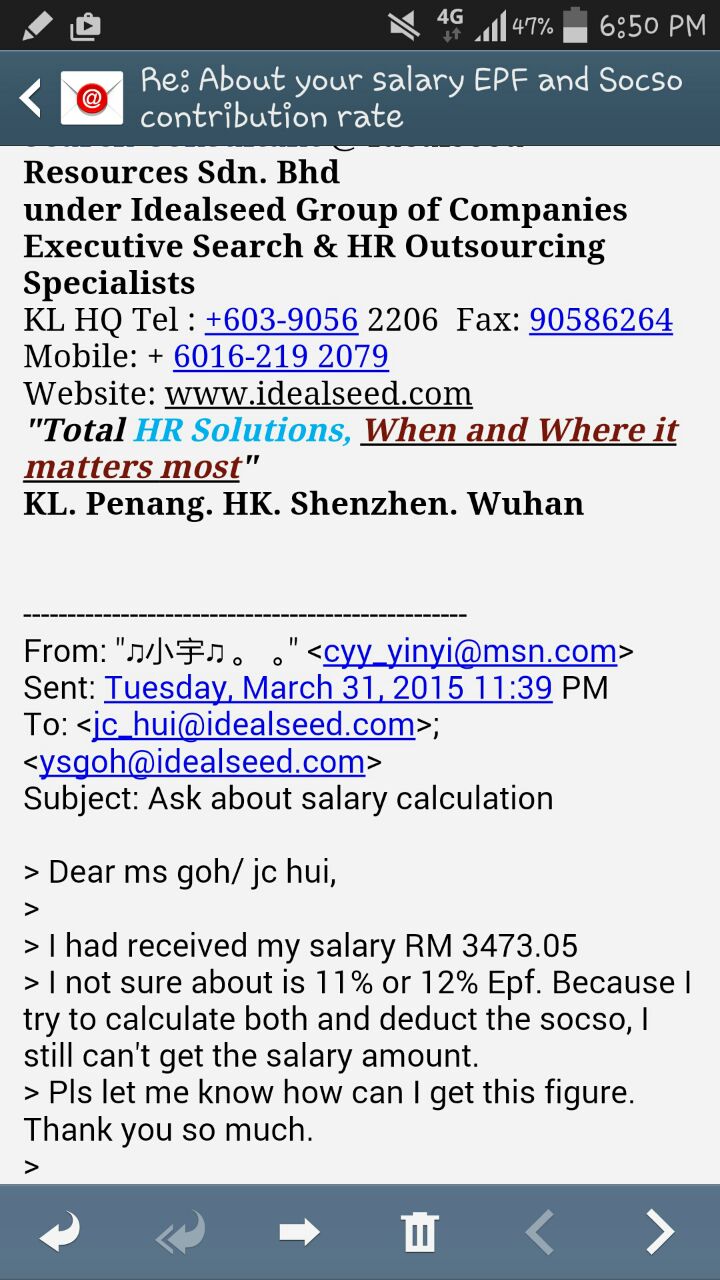 4G 47% 6:50 PM
Re: About your salary EPF and Socso
contribution rate
Resources Sdn. Bhd
under Idealseed Group of Companies
Executive Search & HR Outsourcing
Specialists
KL HQ Tel : +603-9056 2206  Fax: 90586264
Mobile: + 6016-219 2079
Website: www.idealseed.com
"Total HR Solutions, When and Where it
matters most"
KL. Penang. HK. Shenzhen. Wuhan
-------------------------------------------------
From: "♫小宇♫ 。 。" <cyy_yinyi@msn.com>
Sent: Tuesday, March 31, 2015 11:39 PM
To: <jc_hui@idealseed.com>;
<ysgoh@idealseed.com>
Subject: Ask about salary calculation
> Dear ms goh/ jc hui,
>
> I had received my salary RM 3473.05
> I not sure about is 11% or 12% Epf. Because I
try to calculate both and deduct the socso, I
still can't get the salary amount.
> Pls let me know how can I get this figure.
Thank you so much.
>